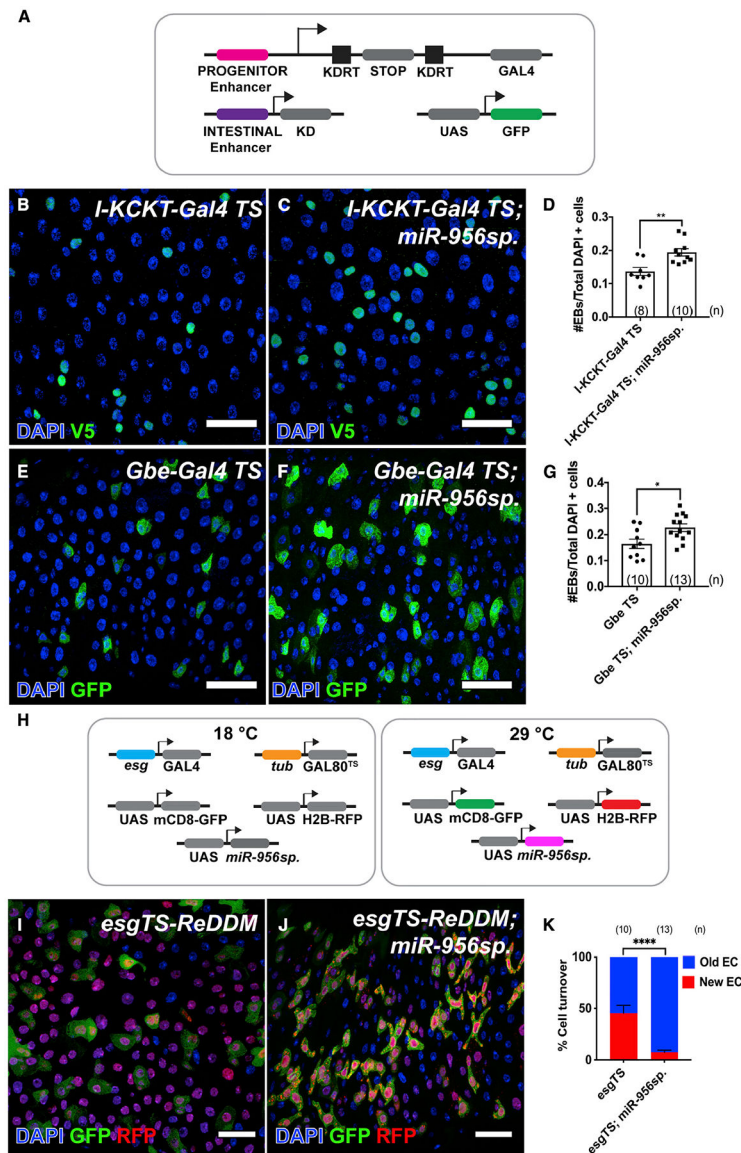 A
PROGENITOR
Enhancer
KDRT
STOP
KDRT
GAL4
INTESTINAL
Enhancer
KD
UAS
GFP
B
I-KCKT-Gal4 TS
DAPI V5
C
I-KCKT-Gal4 TS;
miR-956sp.
D
#EBs/Total DAPI + cells
0.3
0.2
0.1
0.0
**
(8)
(10)
(n)
I-KCKT-Gal4 TS
I-KCKT-Gal4 TS; miR-956sp.
E
Gbe-Gal4 TS
DAPI GFP
F
Gbe-Gal4 TS;
miR-956sp.
G
#EBs/Total DAPI + cells
0.4
0.3
0.2
0.1
0.0
*
(10)
(13)
(n)
Gbe TS
Gbe TS; miR-956sp.
H
18 °C
esg
GAL4
tub
GAL80TS
UAS mCD8-GFP
UAS H2B-RFP
UAS miR-956sp.
29 °C
esg
GAL4
tub
GAL80TS
UAS mCD8-GFP
UAS H2B-RFP
UAS miR-956sp.
I
esgTS-ReDDM
DAPI GFP RFP
J
esgTS-ReDDM;
miR-956sp.
DAPI GFP RFP
K
(10)
(13)
(n)
****
Old EC
New EC
% Cell turnover
100
50
0
esgTS
esgTS; miR-956sp.